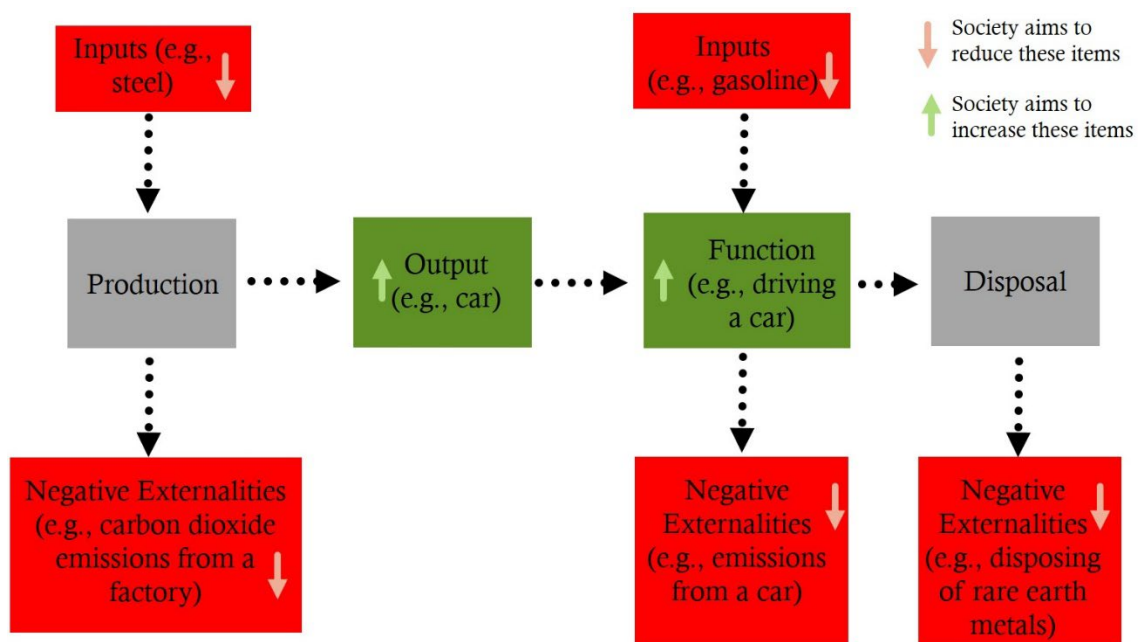 Inputs (e.g.,
steel)
Inputs
(e.g., gasoline)
Society aims to
reduce these items
Society aims to
increase these items
Production
Output
(e.g., car)
Function
(e.g., driving
a car)
Disposal
Negative Externalities
(e.g., carbon dioxide
emissions from a
factory)
Negative
Externalities
(e.g., emissions
from a car)
Negative
Externalities
(e.g., disposing
of rare earth
metals)